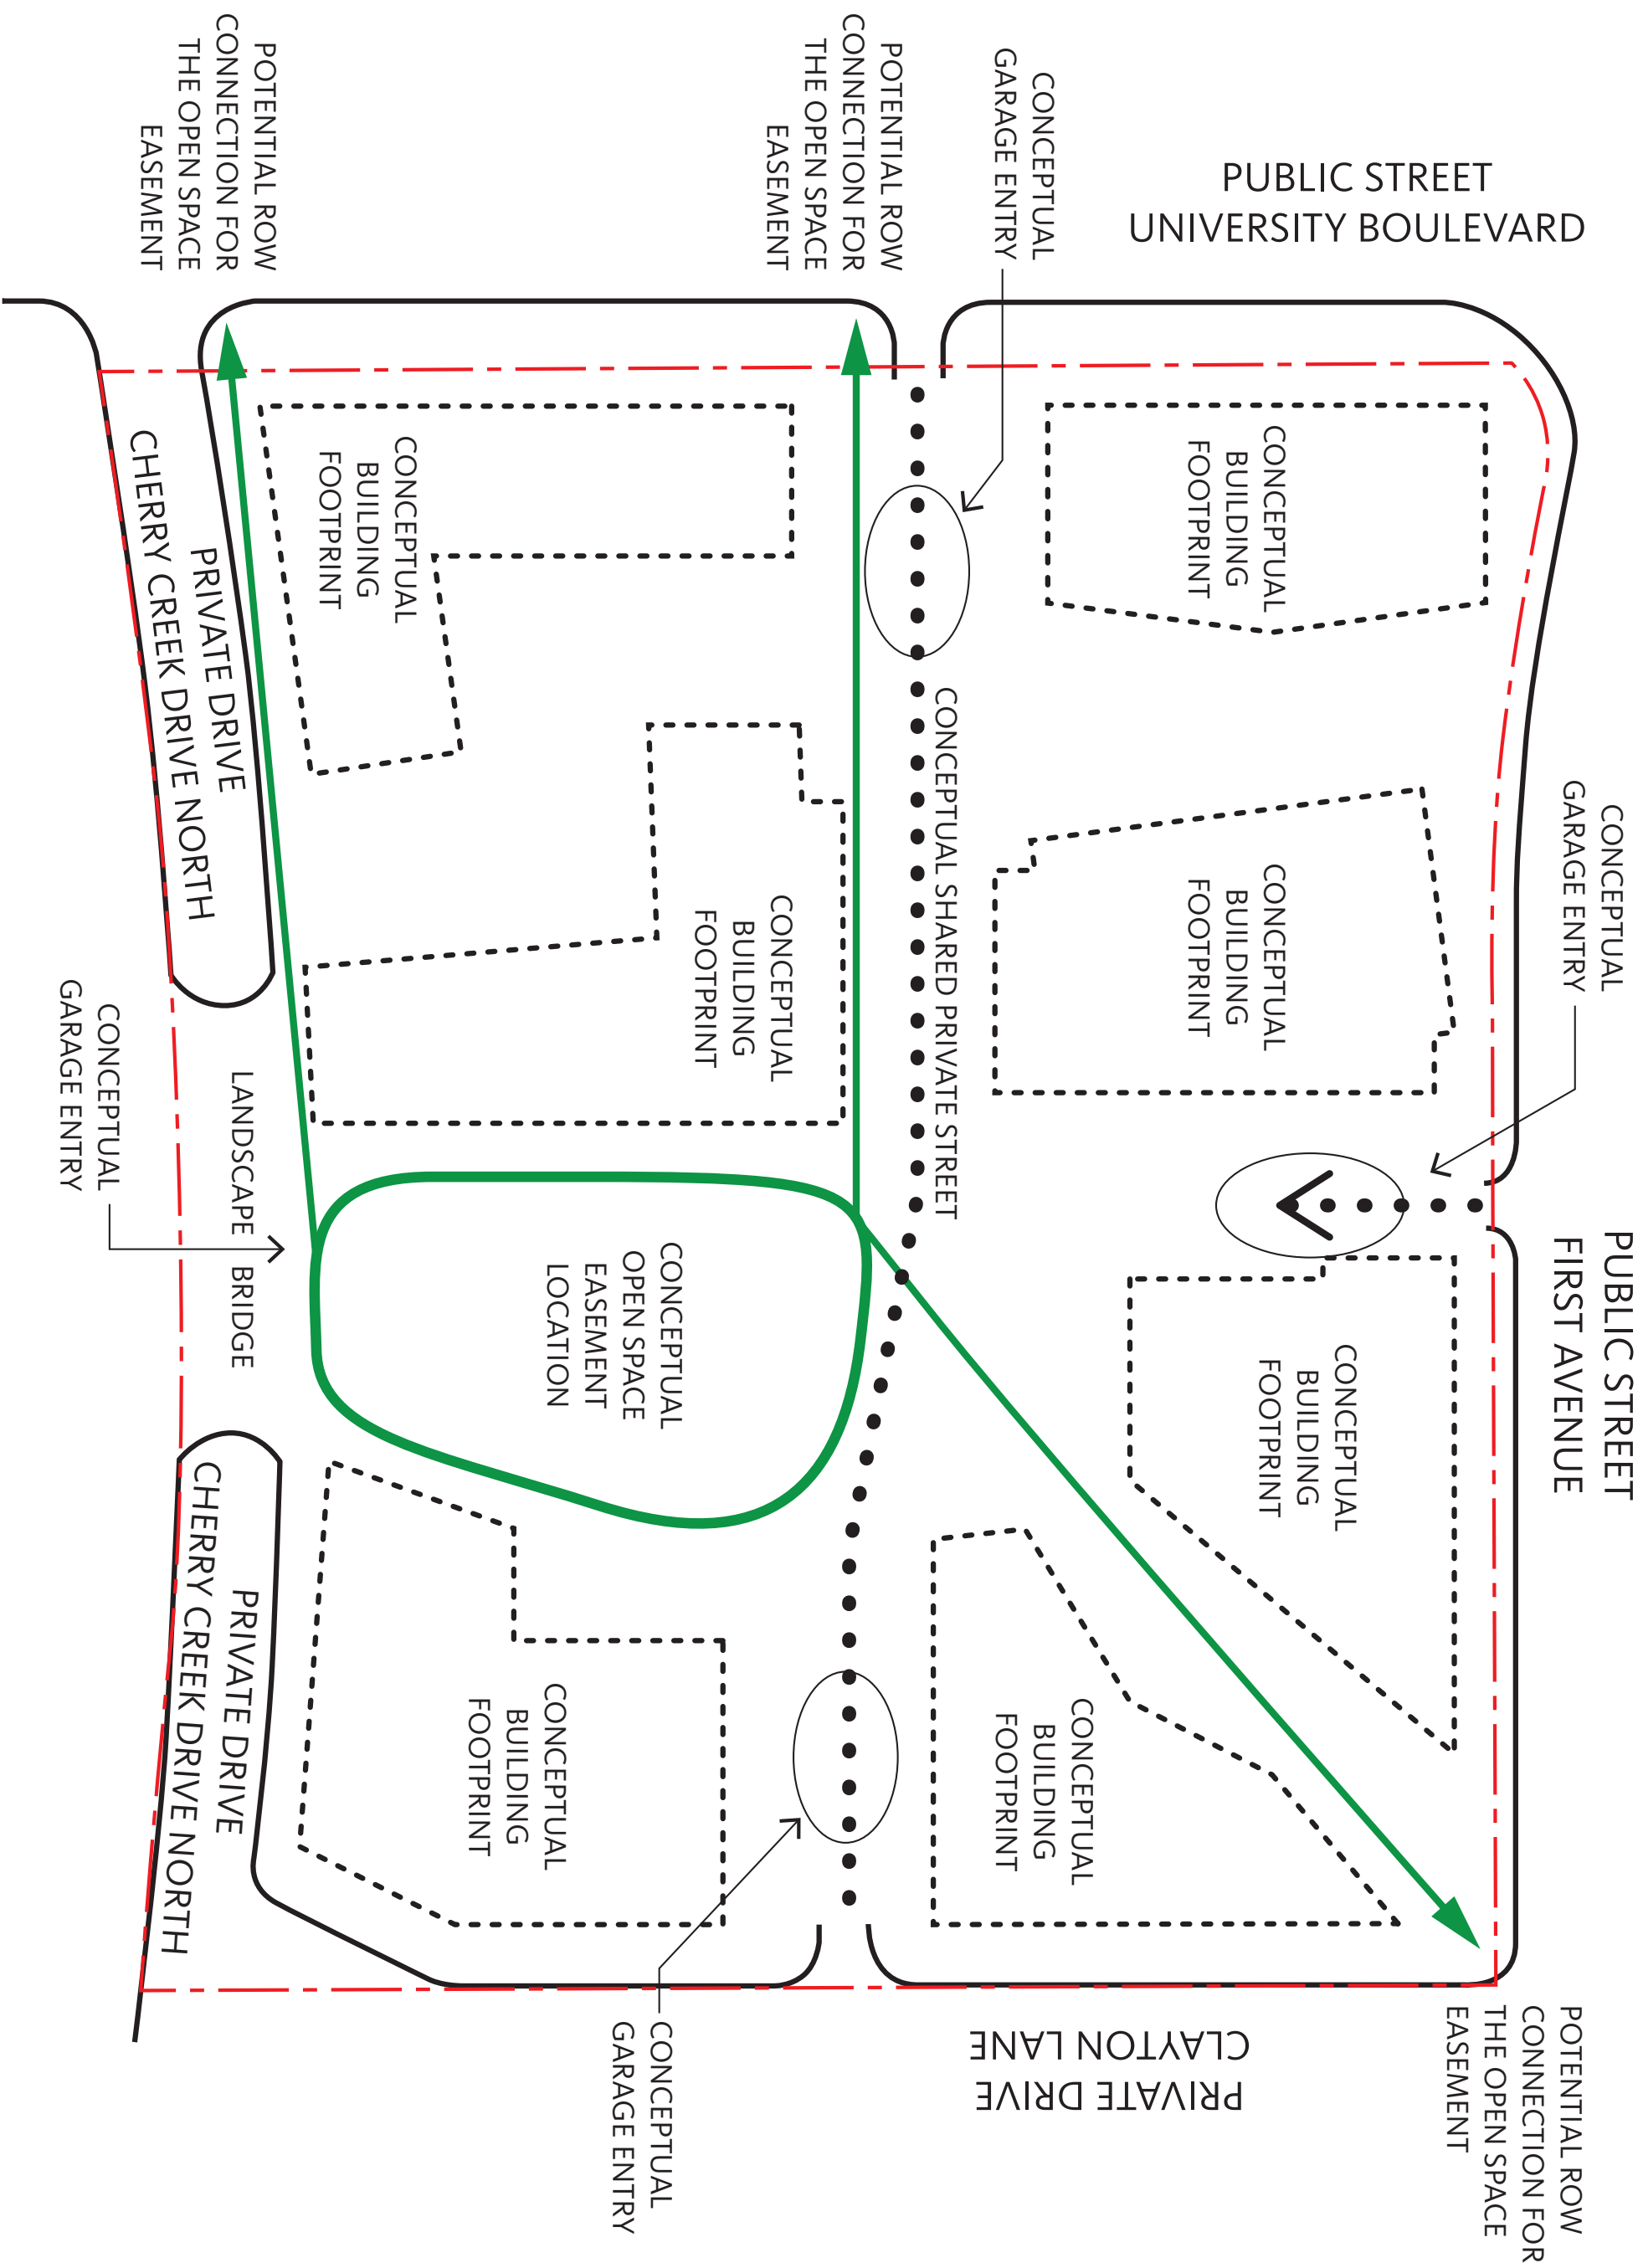 PUBLIC STREET
FIRST AVENUE
POTENTIAL ROW
CONNECTION FOR
THE OPEN SPACE
EASEMENT
CONCEPTUAL
GARAGE ENTRY
PUBLIC STREET
UNIVERSITY BOULEVARD
CONCEPTUAL
BUILDING
FOOTPRINT
CONCEPTUAL
BUILDING
FOOTPRINT
CONCEPTUAL
BUILDING
FOOTPRINT
CONCEPTUAL
BUILDING
FOOTPRINT
PRIVATE DRIVE
CLAYTON LANE
CONCEPTUAL
GARAGE ENTRY
CONCEPTUAL SHARED PRIVATE STREET
POTENTIAL ROW
CONNECTION FOR
THE OPEN SPACE
EASEMENT
CONCEPTUAL
BUILDING
FOOTPRINT
CONCEPTUAL
OPEN SPACE
EASEMENT
LOCATION
CONCEPTUAL
GARAGE ENTRY
CONCEPTUAL
BUILDING
FOOTPRINT
CONCEPTUAL
BUILDING
FOOTPRINT
POTENTIAL ROW
CONNECTION FOR
THE OPEN SPACE
EASEMENT
PRIVATE DRIVE
CHERRY CREEK DRIVE NORTH
LANDSCAPE BRIDGE
PRIVATE DRIVE
CHERRY CREEK DRIVE NORTH
CONCEPTUAL
GARAGE ENTRY